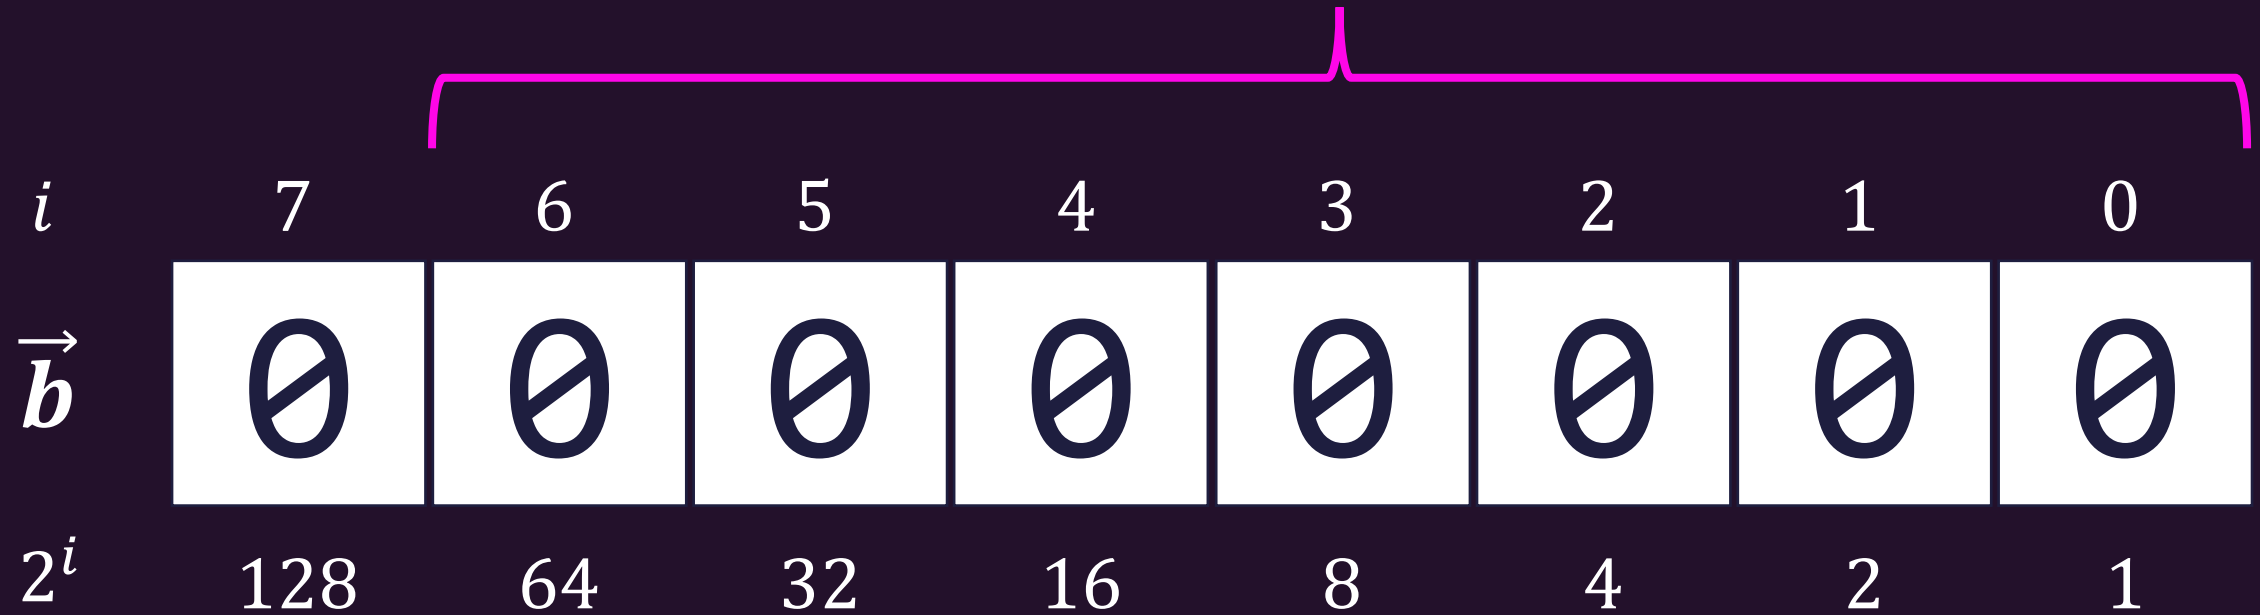 i 7 6 5 4 3 2 1 0
b⃗ 0 0 0 0 0 0 0 0
2ⁱ 128 64 32 16 8 4 2 1